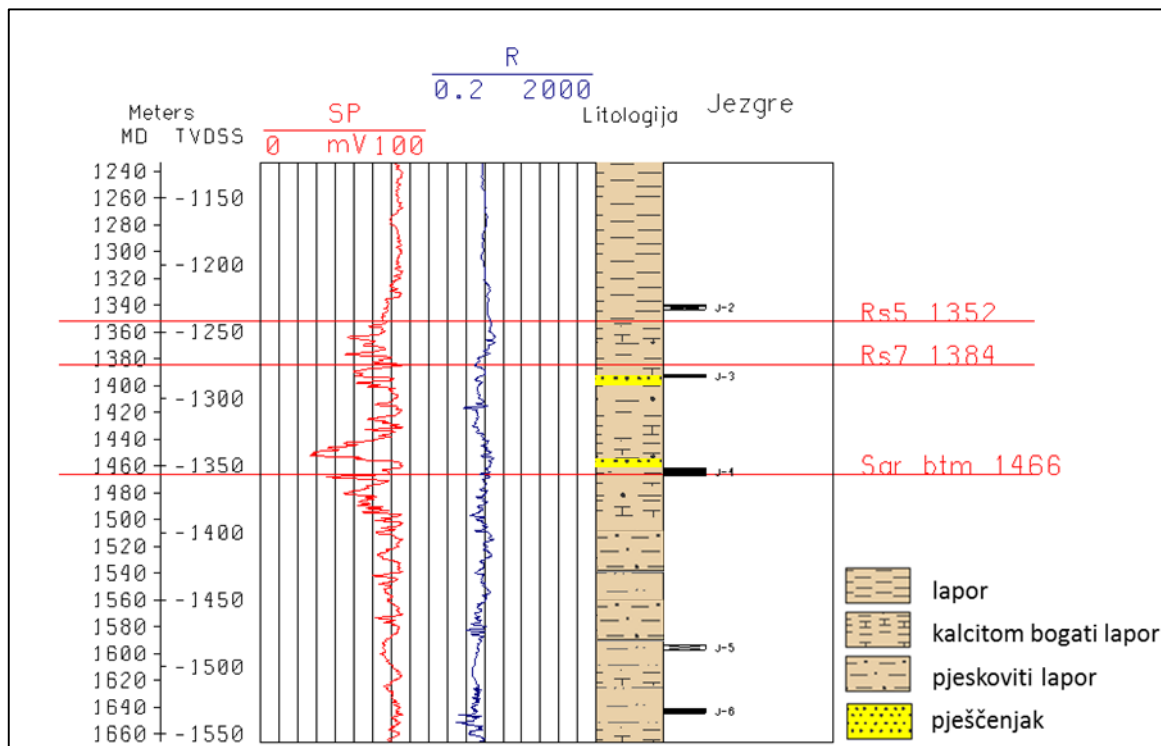 R
0.2 2000
Meters
SP
Litologija
Jezgre
MD TVDSS
0 mV 100
1240
1260 -1150
1280
1300
-1200
1320
1340
J-2
Rs5 1352
1360 -1250
Rs7 1384
1380
J-3
1400
-1300
1420
1440
1460 -1350
Sar btm 1466
J-4
1480
1500
-1400
1520
1540
1560 -1450
1580
1600
J-5
-1500
1620
1640
J-6
1660 -1550
lapor
kalcitom bogati lapor
pjeskoviti lapor
pješčenjak